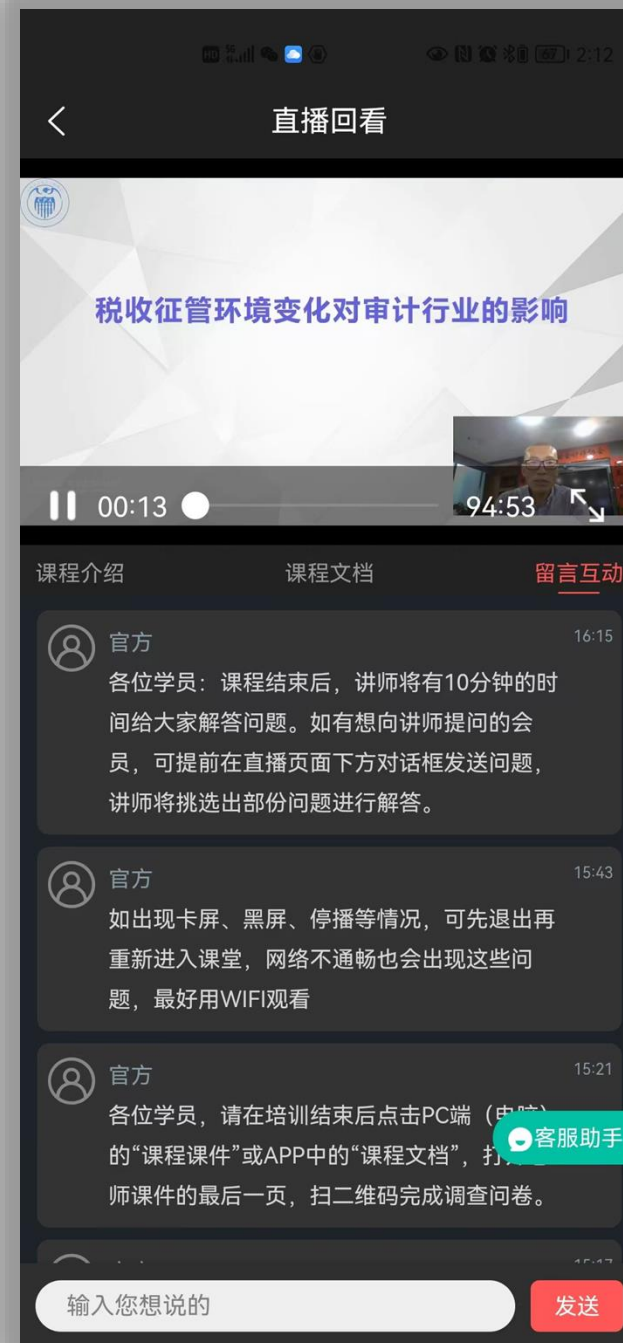 67 2:12
直播回看
税收征管环境变化对审计行业的影响
00:13
94:53
课程介绍
课程文档
留言互动
官方
16:15
各位学员：课程结束后，讲师将有10分钟的时
间给大家解答问题。如有想向讲师提问的会
员，可提前在直播页面下方对话框发送问题，
讲师将挑选出部份问题进行解答。
官方
15:43
如出现卡屏、黑屏、停播等情况，可先退出再
重新进入课堂，网络不通畅也会出现这些问
题，最好用WIFI观看
官方
15:21
各位学员，请在培训结束后点击PC端（电脑）
的“课程课件”或APP中的“课程文档”，打
师课件的最后一页，扫二维码完成调查问卷。
客服助手
输入您想说的
发送